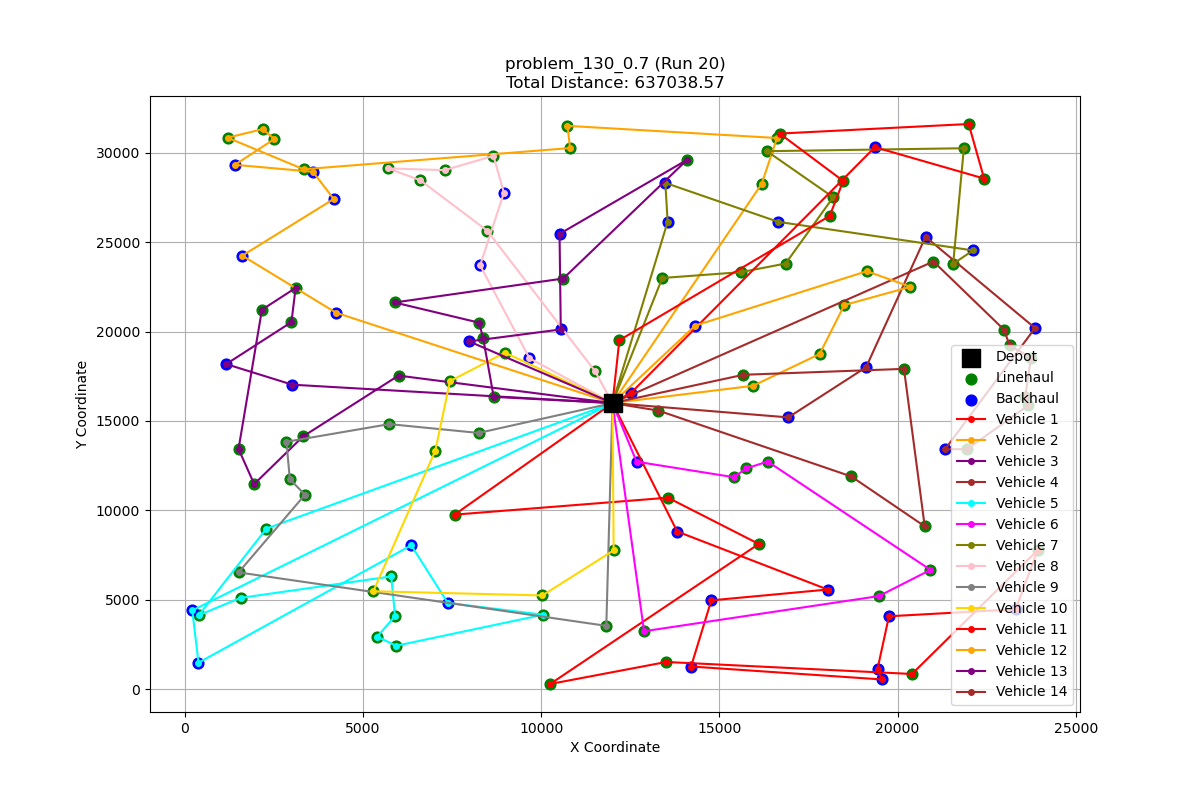 problem_130_0.7 (Run 20)
Total Distance: 637038.57
Y Coordinate
30000
25000
20000
15000
10000
5000
0
Depot
Linehaul
Backhaul
Vehicle 1
Vehicle 2
Vehicle 3
Vehicle 4
Vehicle 5
Vehicle 6
Vehicle 7
Vehicle 8
Vehicle 9
Vehicle 10
Vehicle 11
Vehicle 12
Vehicle 13
Vehicle 14
0 5000 10000 15000 20000 25000
X Coordinate